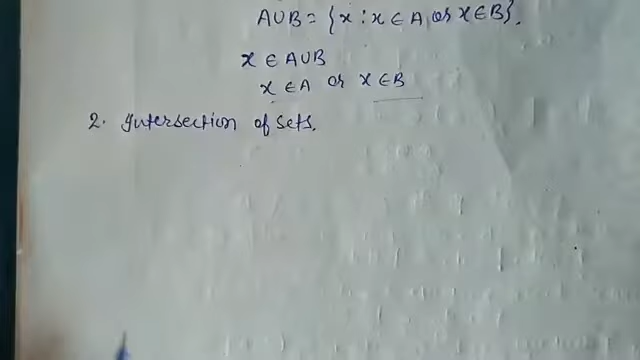 A∪B = {x : x ∈ A or x ∈ B}.
x ∈ A∪B
x ∈ A or x ∈ B
2. Intersection of sets.